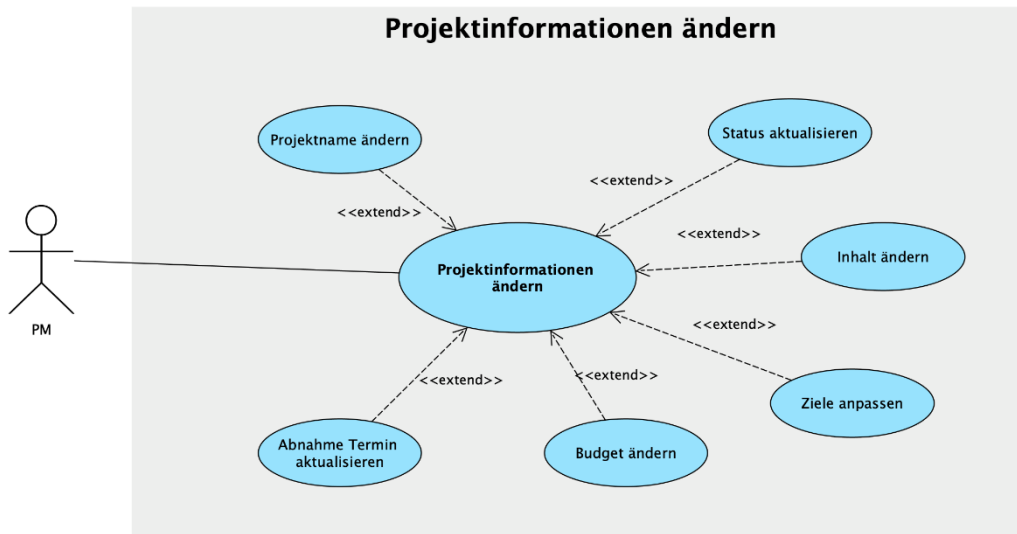 Projektinformationen ändern
Projektname ändern
Status aktualisieren
<<extend>>
<<extend>>
<<extend>>
Inhalt ändern
Projektinformationen
ändern
PM
<<extend>>
<<extend>>
<<extend>>
Ziele anpassen
Abnahme Termin
aktualisieren
Budget ändern